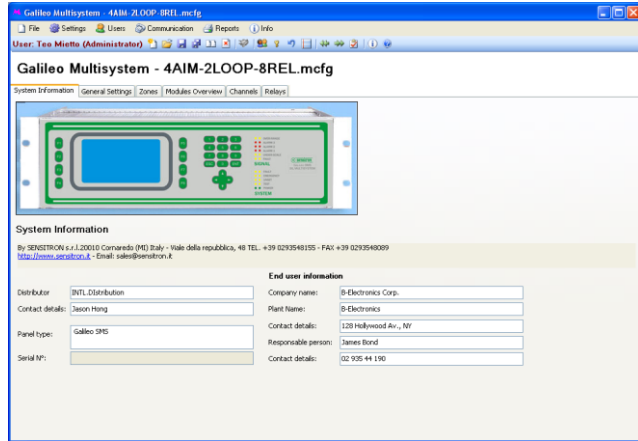 Galileo Multisystem - 4AIM-2LOOP-8REL.mcfg
File Settings Users Communication Reports Info
User: Teo Mietto (Administrator)
Galileo Multisystem - 4AIM-2LOOP-8REL.mcfg
System Information General Settings Zones Modules Overview Channels Relays
SIGNAL
SYSTEM
System Information
By SENSITRON s.r.l.20010 Cornaredo (MI) Italy - Viale della repubblica, 48 TEL. +39 0293548155 - FAX +39 0293548089
http://www.sensitron.it - Email: sales@sensitron.it
End user information
Distributor INTL.DIstribution Company name: B-Electronics Corp.
Contact details: Jason Hong Plant Name: B-Electronics
Contact details: 128 Hollywood Av., NY
Panel type: Galileo SMS Responsable person: James Bond
Serial N°: Contact details: 02 935 44 190